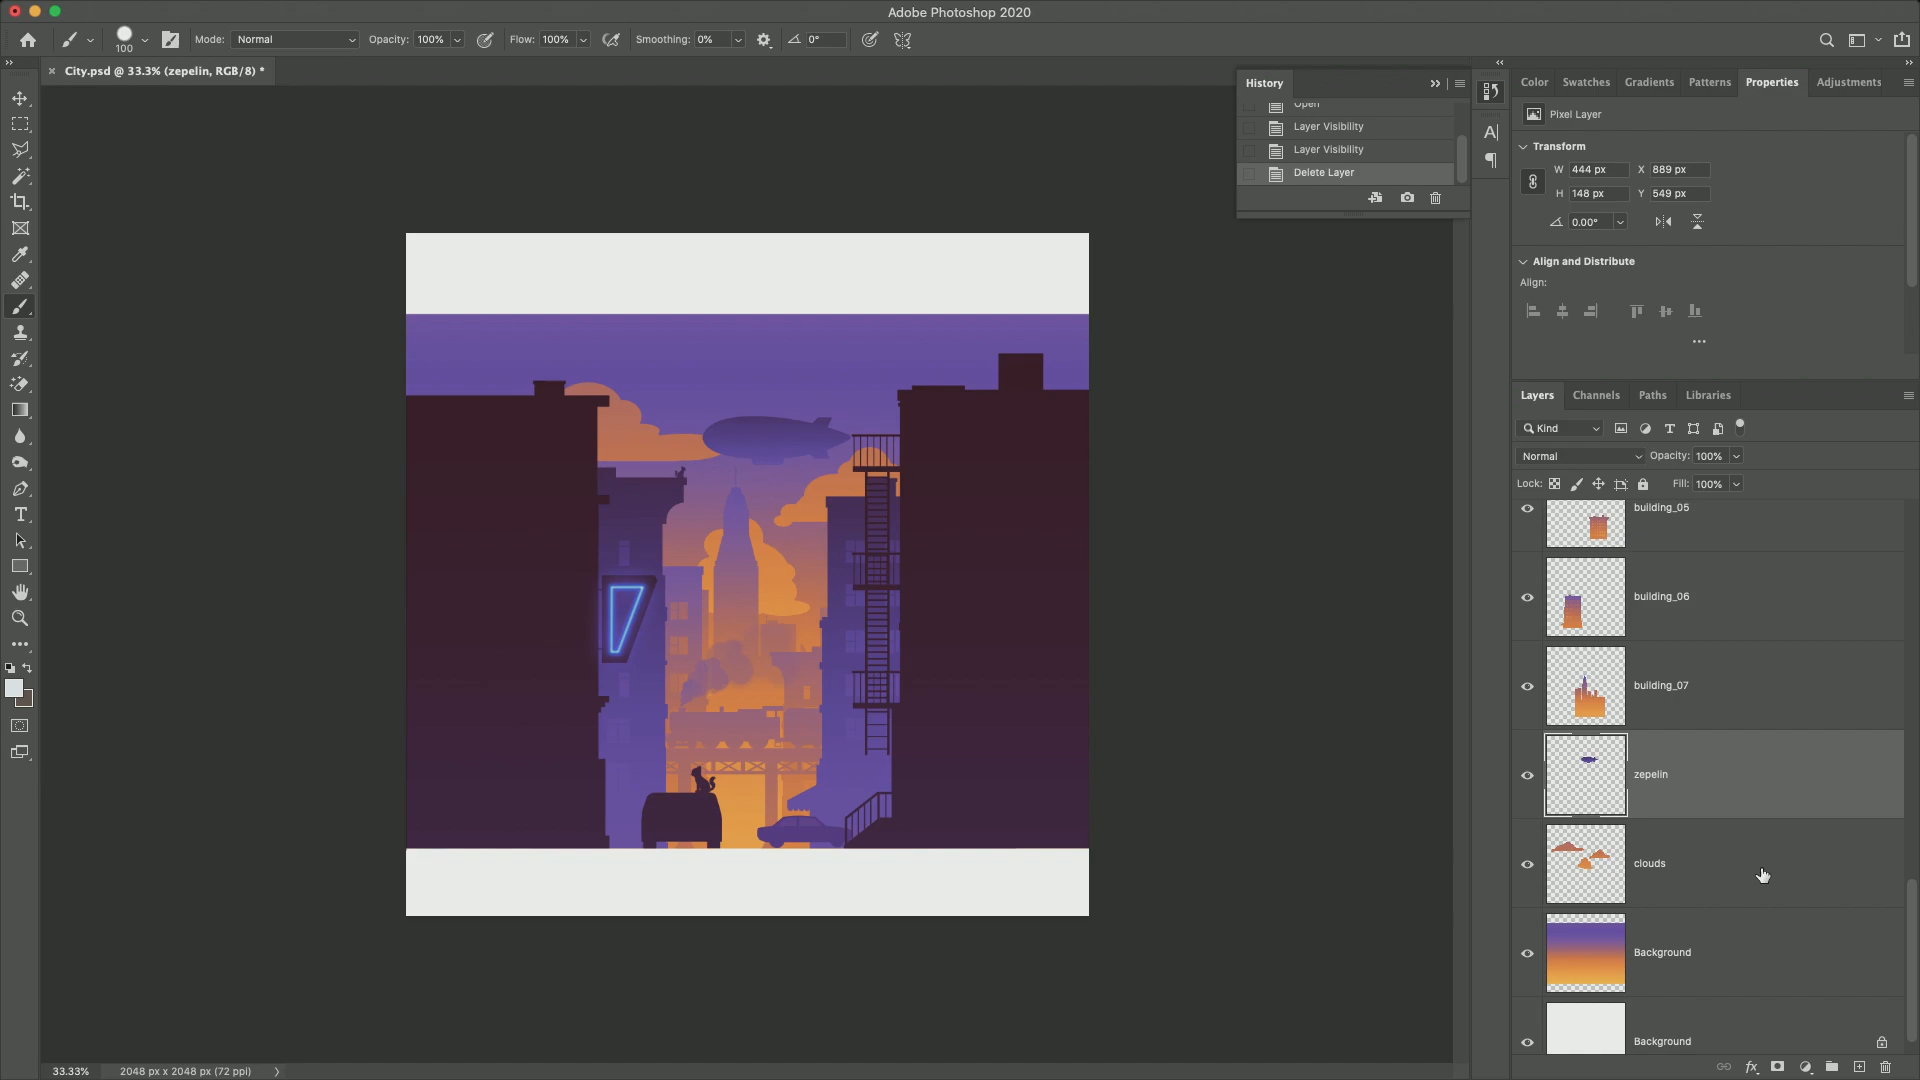 Adobe Photoshop 2020
100
Mode: Normal
Opacity: 100%
Flow: 100%
Smoothing: 0%
0°
City.psd @ 33.3% (zepelin, RGB/8) *
History
Open
Layer Visibility
Layer Visibility
Delete Layer
Color
Swatches
Gradients
Patterns
Properties
Adjustments
Pixel Layer
Transform
W 444 px X 889 px
H 148 px Y 549 px
0.00°
Align and Distribute
Align:
Layers
Channels
Paths
Libraries
Kind
Normal
Opacity: 100%
Lock:
Fill: 100%
building_05
building_06
building_07
zepelin
clouds
Background
Background
33.33%
2048 px x 2048 px (72 ppi)